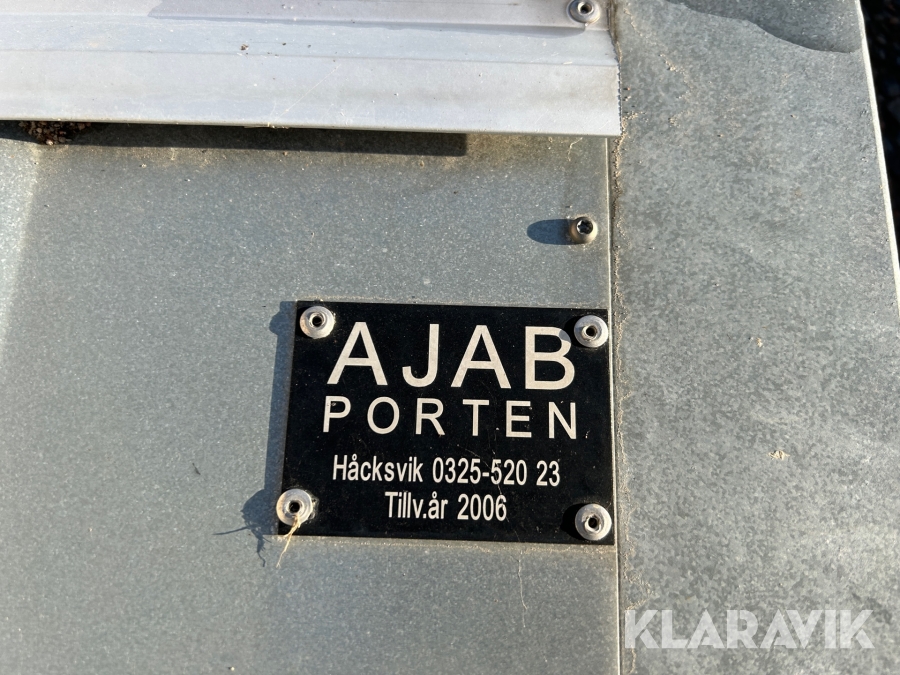 AJAB
PORTEN
Håcksvik 0325-520 23
Tillv.år 2006
KLARAVIK